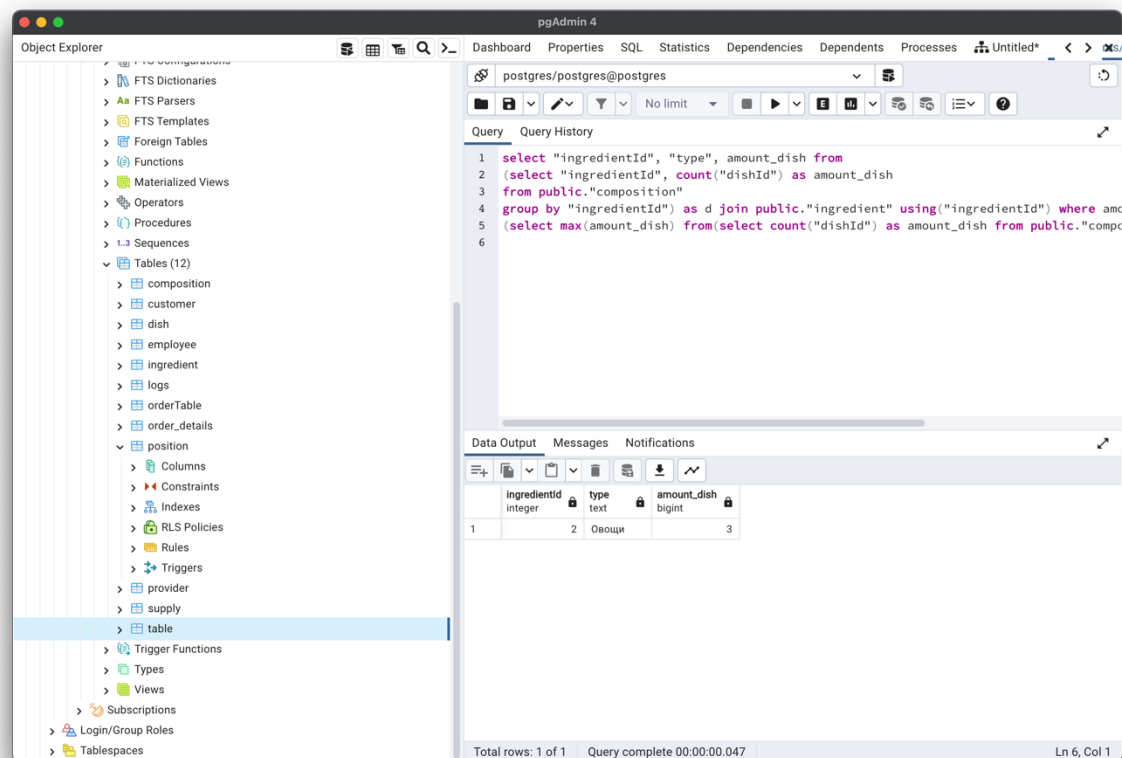 pgAdmin 4
Object Explorer
FTS Configurations
FTS Dictionaries
Aa FTS Parsers
FTS Templates
Foreign Tables
Functions
Materialized Views
Operators
Procedures
1..3 Sequences
Tables (12)
composition
customer
dish
employee
ingredient
logs
orderTable
order_details
position
Columns
Constraints
Indexes
RLS Policies
Rules
Triggers
provider
supply
table
Trigger Functions
Types
Views
Subscriptions
Login/Group Roles
Tablespaces
Dashboard Properties SQL Statistics Dependencies Dependents Processes Untitled*
postgres/postgres@postgres
No limit
E
Query Query History
1 select "ingredientId", "type", amount_dish from
2 (select "ingredientId", count("dishId") as amount_dish
3 from public."composition"
4 group by "ingredientId") as d join public."ingredient" using("ingredientId") where amo
5 (select max(amount_dish) from(select count("dishId") as amount_dish from public."compo
6
Data Output Messages Notifications
ingredientId type amount_dish
integer text bigint
1 2 Овощи 3
Total rows: 1 of 1 Query complete 00:00:00.047 Ln 6, Col 1